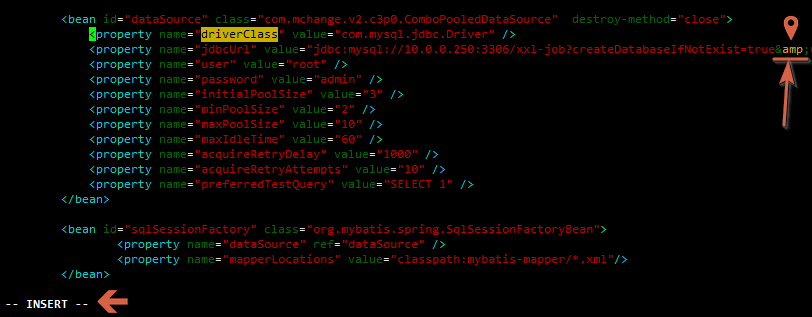 <bean id="dataSource" class="com.mchange.v2.c3p0.ComboPooledDataSource"  destroy-method="close">
<property name="driverClass" value="com.mysql.jdbc.Driver" />
<property name="jdbcUrl" value="jdbc:mysql://10.0.0.250:3306/xxl-job?createDatabaseIfNotExist=true&amp;
<property name="user" value="root" />
<property name="password" value="admin" />
<property name="initialPoolSize" value="3" />
<property name="minPoolSize" value="2" />
<property name="maxPoolSize" value="10" />
<property name="maxIdleTime" value="60" />
<property name="acquireRetryDelay" value="1000" />
<property name="acquireRetryAttempts" value="10" />
<property name="preferredTestQuery" value="SELECT 1" />
</bean>
<bean id="sqlSessionFactory" class="org.mybatis.spring.SqlSessionFactoryBean">
<property name="dataSource" ref="dataSource" />
<property name="mapperLocations" value="classpath:mybatis-mapper/*.xml"/>
</bean>
-- INSERT --